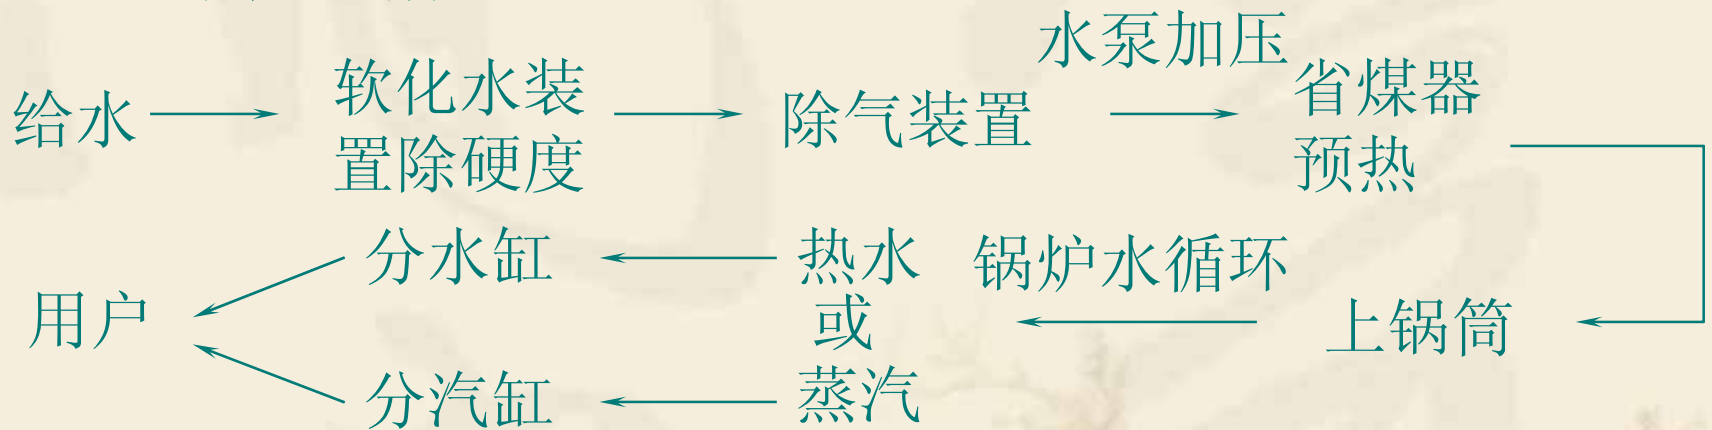 水泵加压
给水
软化水装
置除硬度
除气装置
省煤器
预热
分水缸
热水
锅炉水循环
用户
或
上锅筒
分汽缸
蒸汽